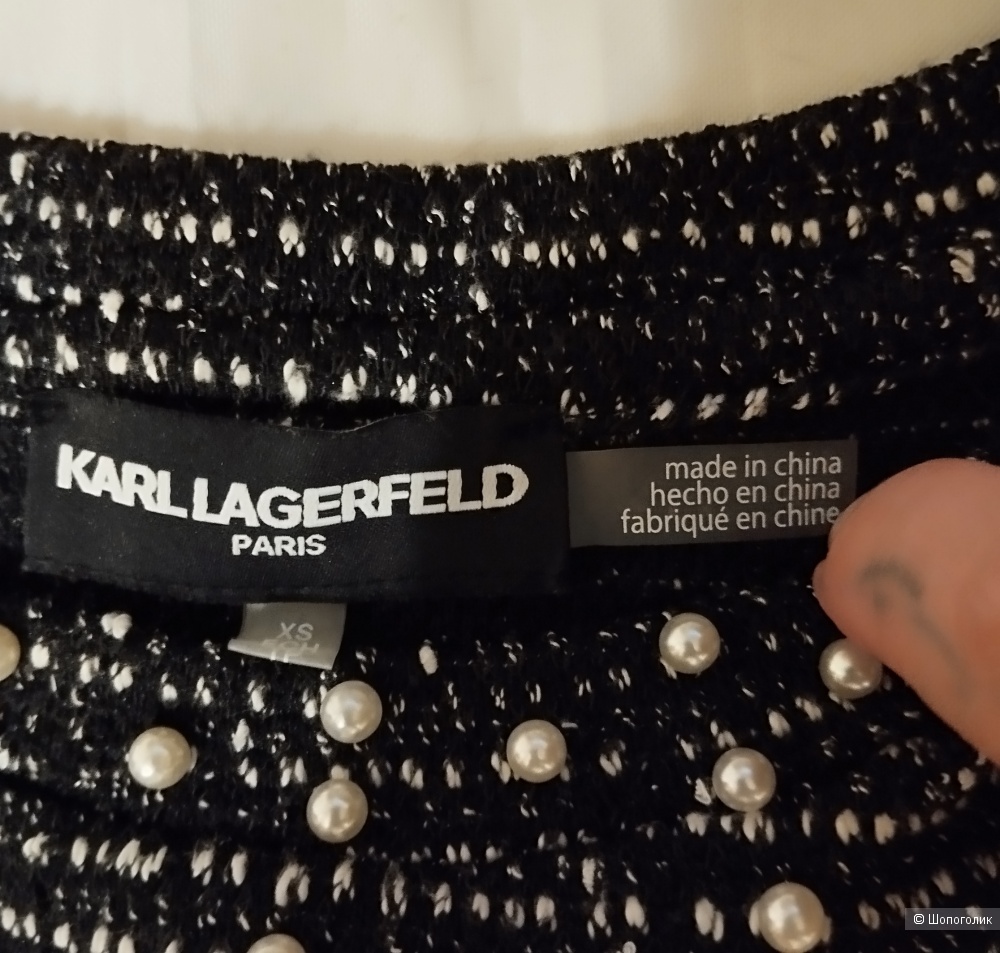 KARL LAGERFELD
PARIS
made in china
hecho en china
fabriqué en chine
XS
© Шопоголик